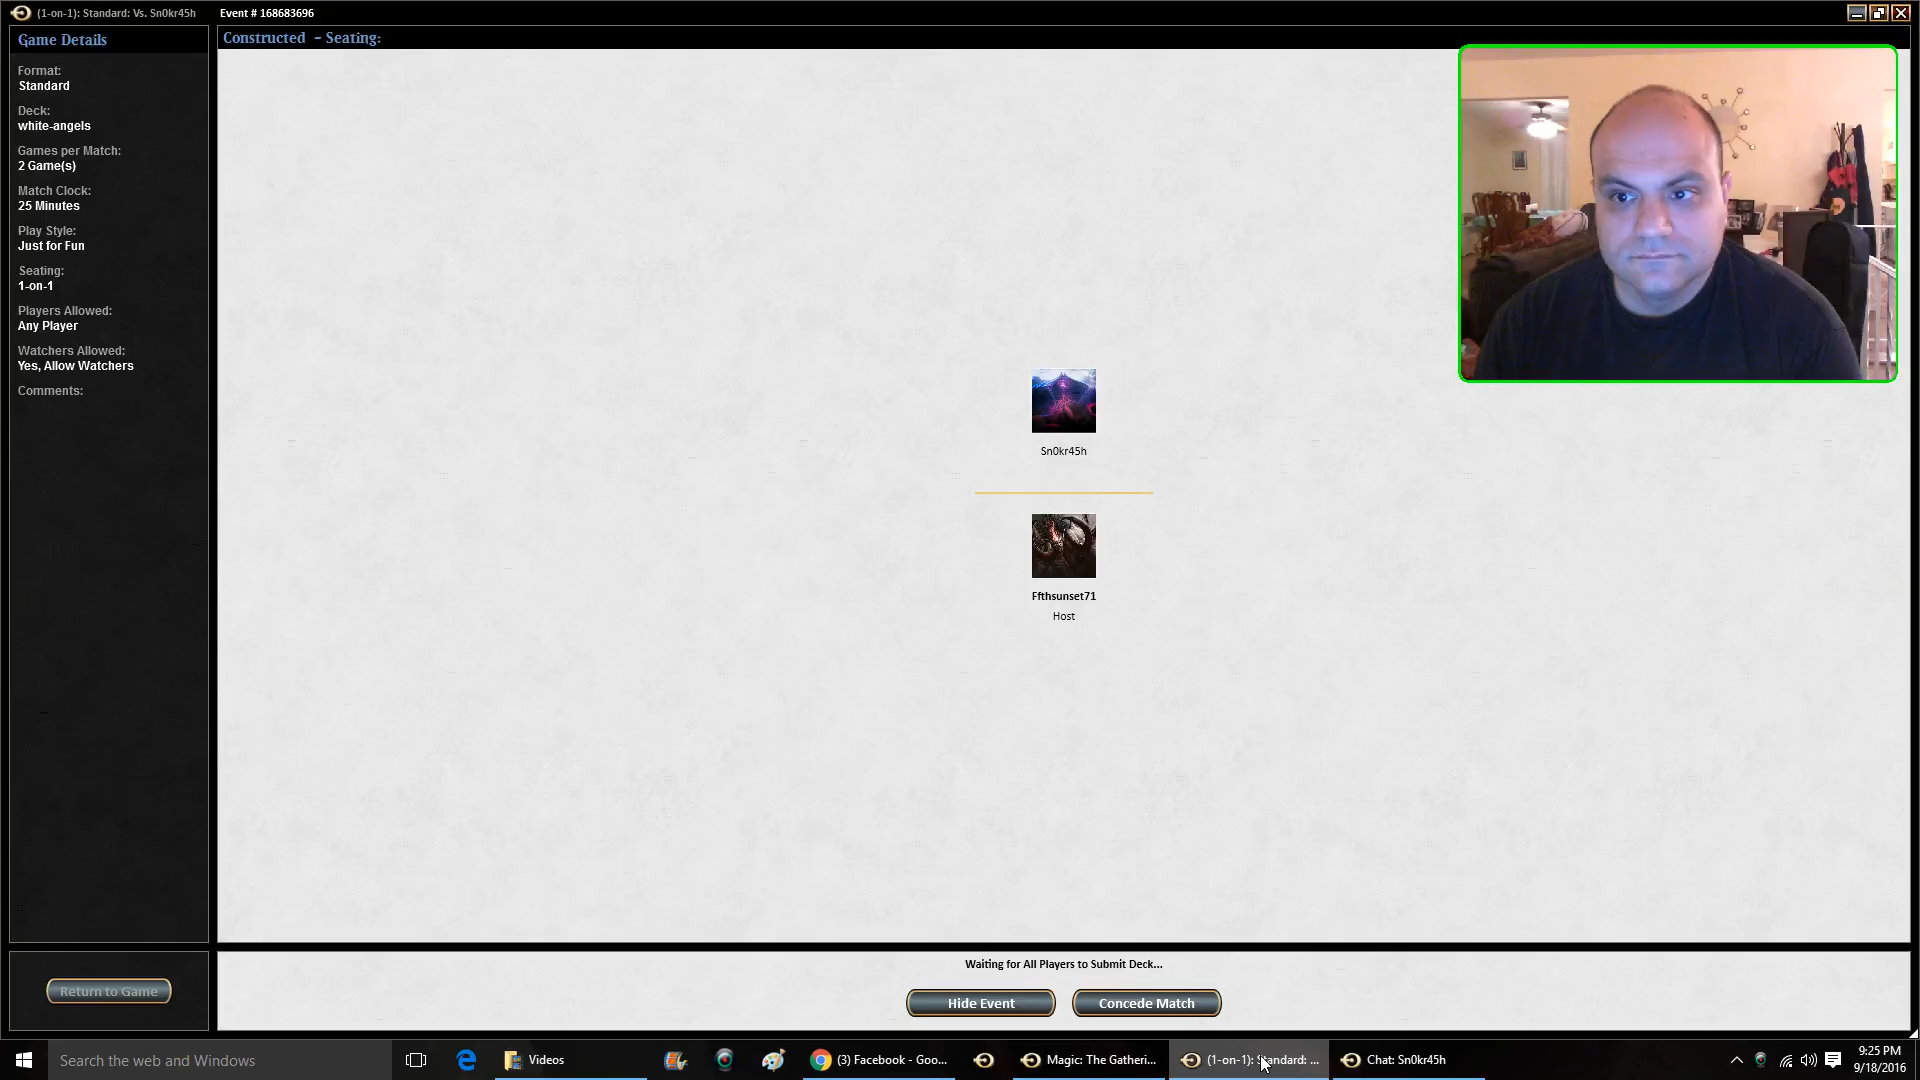 (1-on-1): Standard: Vs. Sn0kr45h Event # 168683696
Game Details
Format:
Standard
Deck:
white-angels
Games per Match:
2 Game(s)
Match Clock:
25 Minutes
Play Style:
Just for Fun
Seating:
1-on-1
Players Allowed:
Any Player
Watchers Allowed:
Yes, Allow Watchers
Comments:
Return to Game
Constructed - Seating:
Sn0kr45h
Ffthsunset71
Host
Waiting for All Players to Submit Deck...
Hide Event Concede Match
Search the web and Windows Videos (3) Facebook - Goo... Magic: The Gatheri... (1-on-1): Standard: ... Chat: Sn0kr45h
9:25 PM
9/18/2016